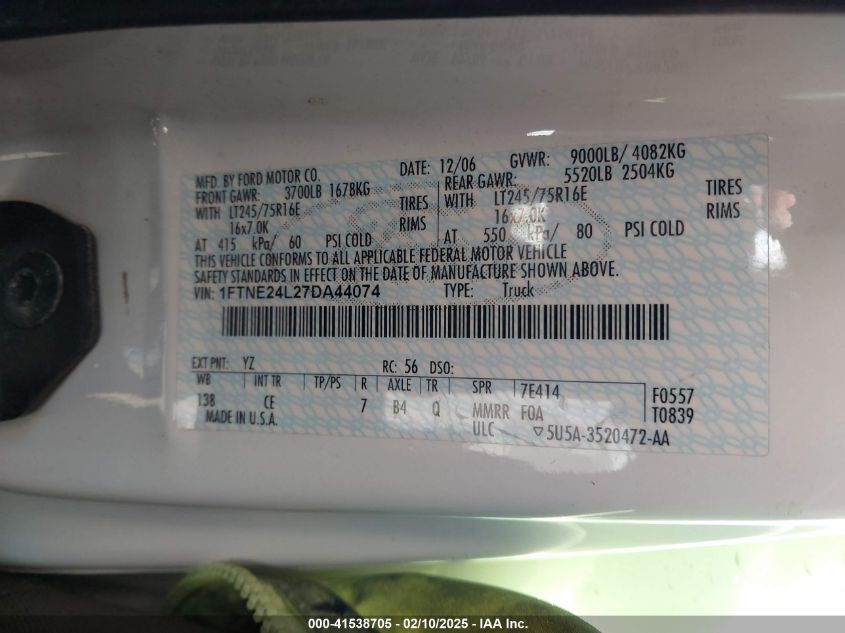 MFD. BY FORD MOTOR CO. DATE: 12/06 GVWR: 9000LB/ 4082KG
FRONT GAWR: 3700LB 1678KG REAR GAWR: 5520LB 2504KG
WITH LT245/75R16E TIRES WITH LT245/75R16E TIRES
16x7.0K RIMS 16x7.0K RIMS
AT 415 kPa/ 60 PSI COLD AT 550 kPa/ 80 PSI COLD
THIS VEHICLE CONFORMS TO ALL APPLICABLE FEDERAL MOTOR VEHICLE
SAFETY STANDARDS IN EFFECT ON THE DATE OF MANUFACTURE SHOWN ABOVE.
VIN: 1FTNE24L27DA44074 TYPE: Truck
EXT PNT: YZ RC: 56 DSO:
WB INT TR TP/PS R AXLE TR SPR 7E414 F0557
138 CE 7 B4 Q MMRR FOA T0839
MADE IN U.S.A. ULC ▽5U5A-3520472-AA
000-41538705 - 02/10/2025 - IAA Inc.